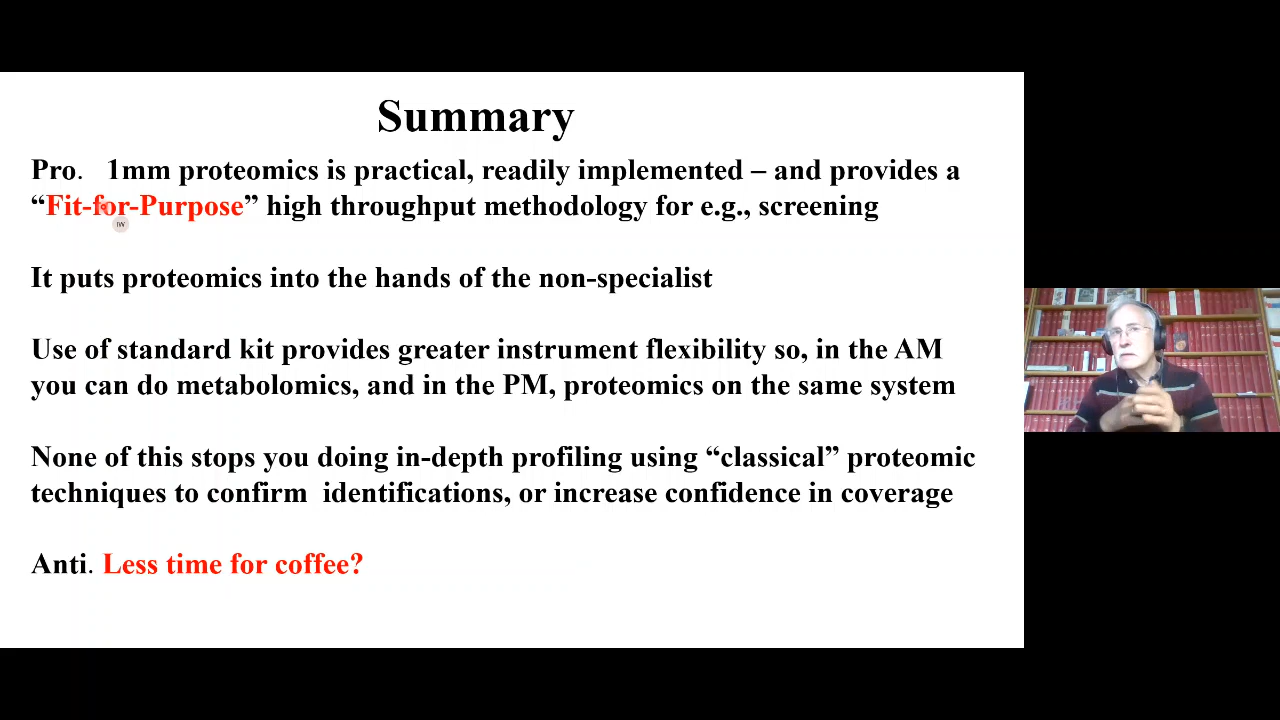 Summary
Pro. 1mm proteomics is practical, readily implemented – and provides a
“Fit-for-Purpose” high throughput methodology for e.g., screening
IW
It puts proteomics into the hands of the non-specialist
Use of standard kit provides greater instrument flexibility so, in the AM
you can do metabolomics, and in the PM, proteomics on the same system
None of this stops you doing in-depth profiling using “classical” proteomic
techniques to confirm  identifications, or increase confidence in coverage
Anti. Less time for coffee?